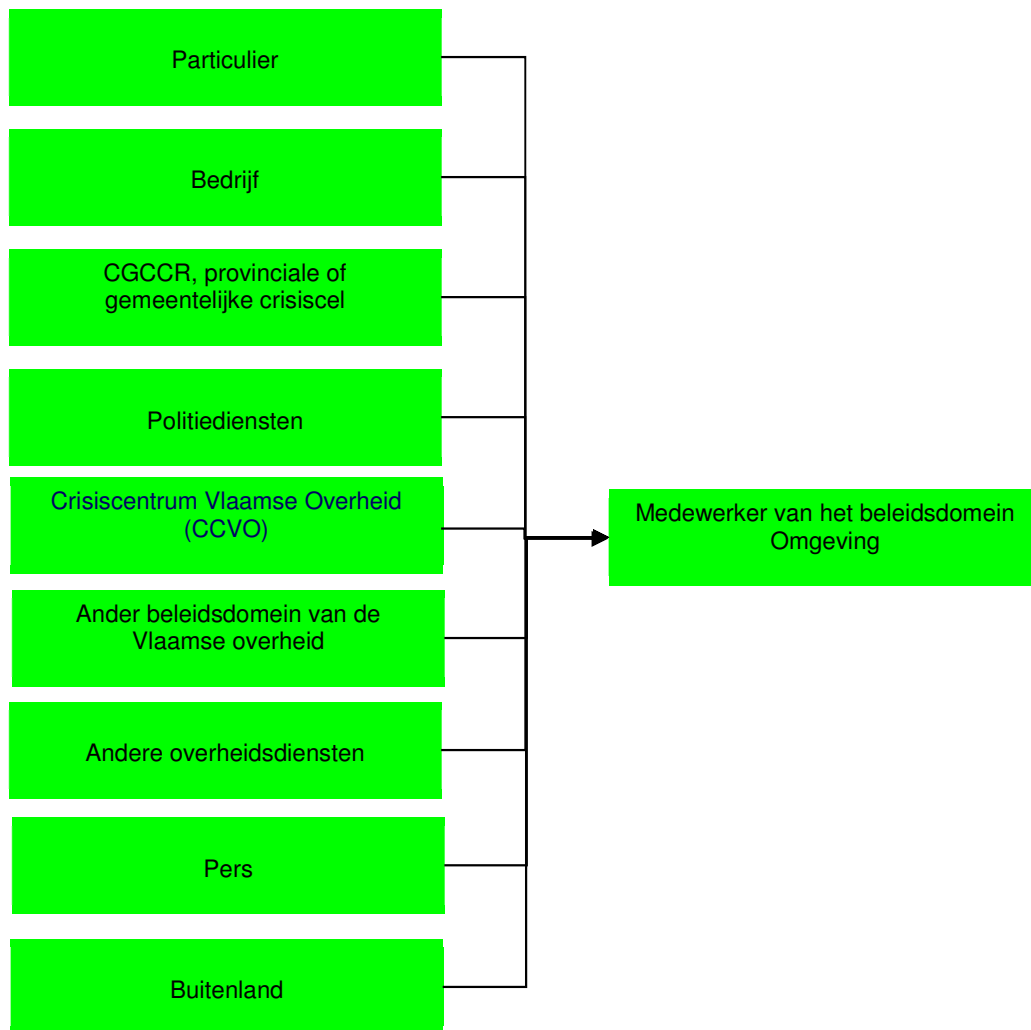 Particulier
Bedrijf
CGCCR, provinciale of
gemeentelijke crisiscel
Politiediensten
Crisiscentrum Vlaamse Overheid
(CCVO)
Medewerker van het beleidsdomein
Omgeving
Ander beleidsdomein van de
Vlaamse overheid
Andere overheidsdiensten
Pers
Buitenland